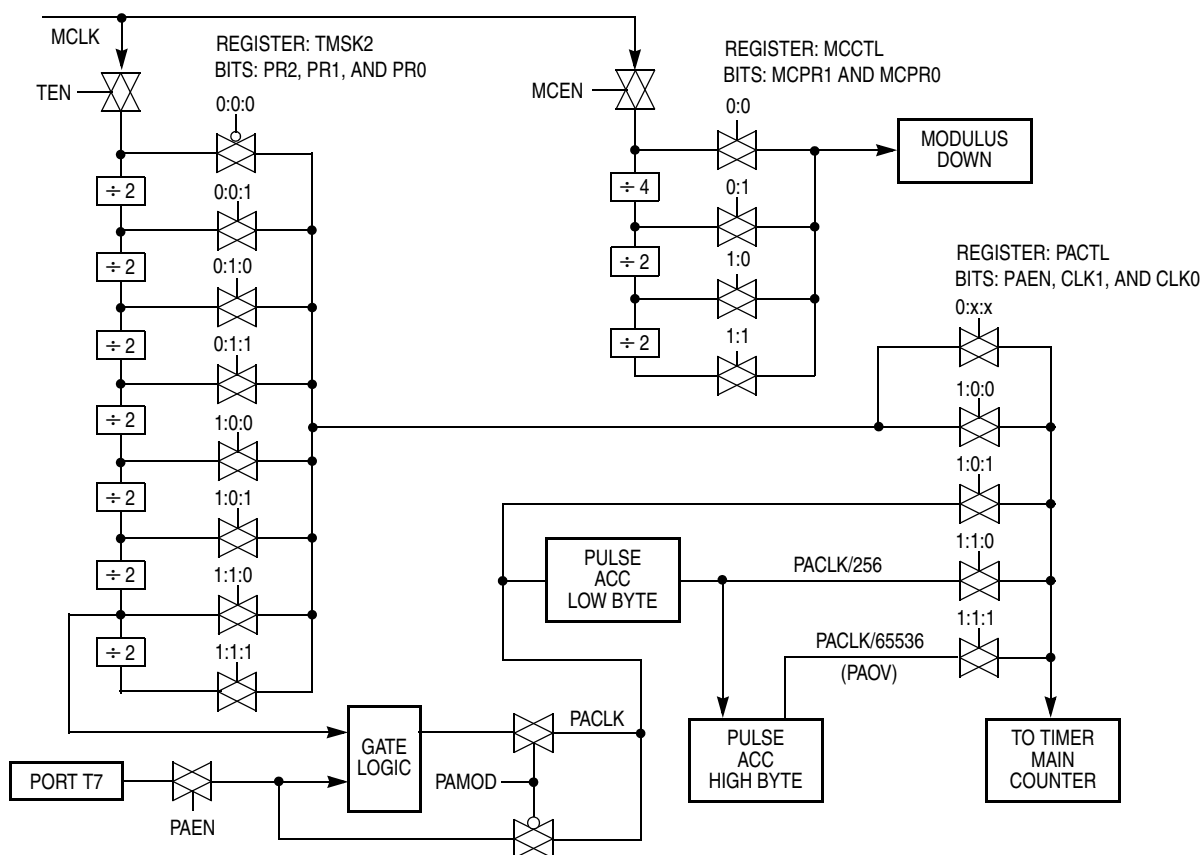 MCLK
REGISTER: TMSK2
BITS: PR2, PR1, AND PR0
TEN
0:0:0
÷ 2
0:0:1
÷ 2
0:1:0
÷ 2
0:1:1
÷ 2
1:0:0
÷ 2
1:0:1
÷ 2
1:1:0
÷ 2
1:1:1
REGISTER: MCCTL
BITS: MCPR1 AND MCPR0
MCEN
0:0
÷ 4
0:1
÷ 2
1:0
÷ 2
1:1
MODULUS
DOWN
REGISTER: PACTL
BITS: PAEN, CLK1, AND CLK0
0:x:x
1:0:0
1:0:1
1:1:0
1:1:1
PULSE
ACC
LOW BYTE
PACLK/256
PACLK/65536
(PAOV)
PORT T7
PAEN
GATE
LOGIC
PACLK
PAMOD
PULSE
ACC
HIGH BYTE
TO TIMER
MAIN
COUNTER